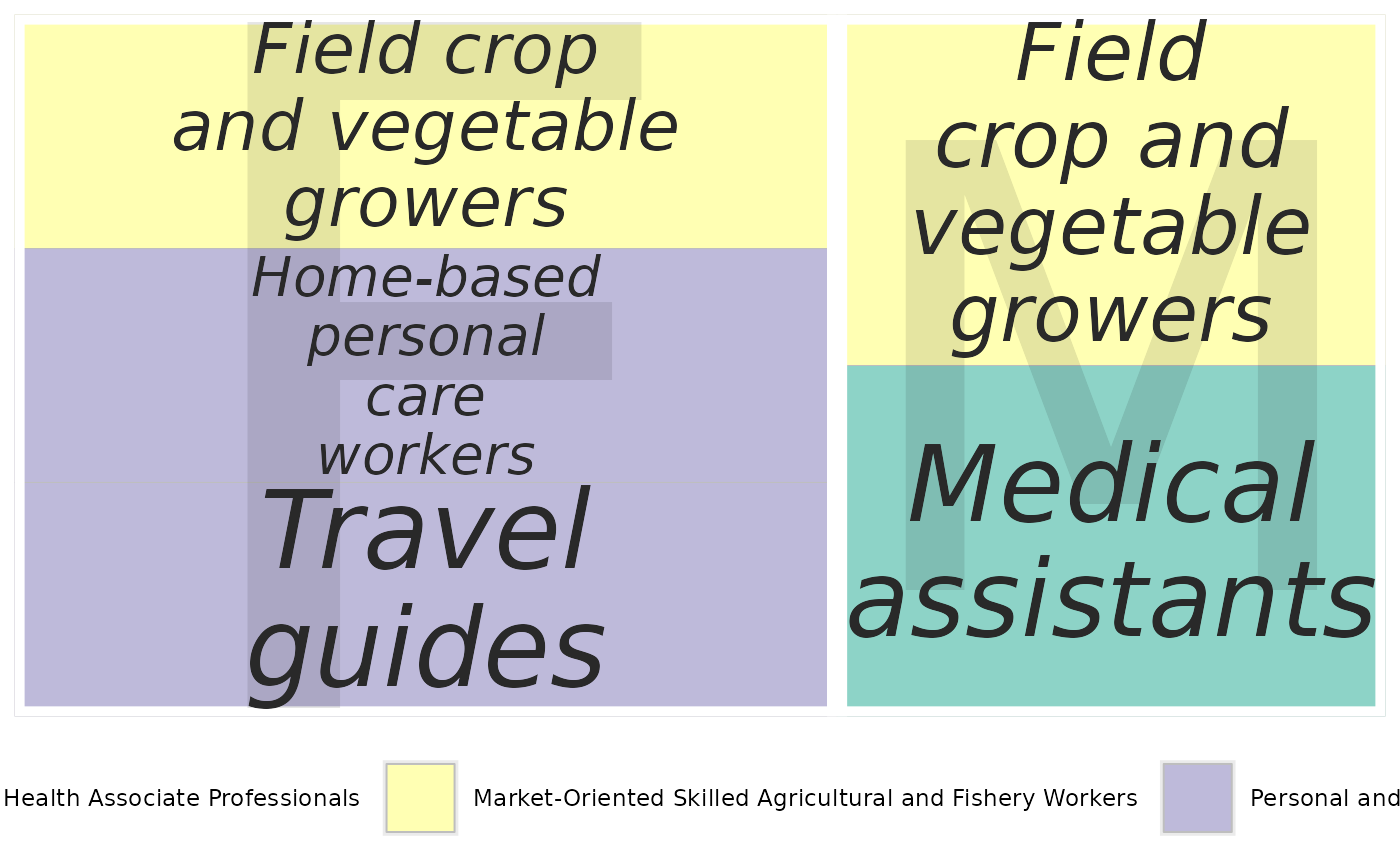 Field crop
and vegetable
growers
Home-based
personal
care
workers
Travel
guides
F
Field
crop and
vegetable
growers
Medical
assistants
M
Health Associate Professionals
Market-Oriented Skilled Agricultural and Fishery Workers
Personal and